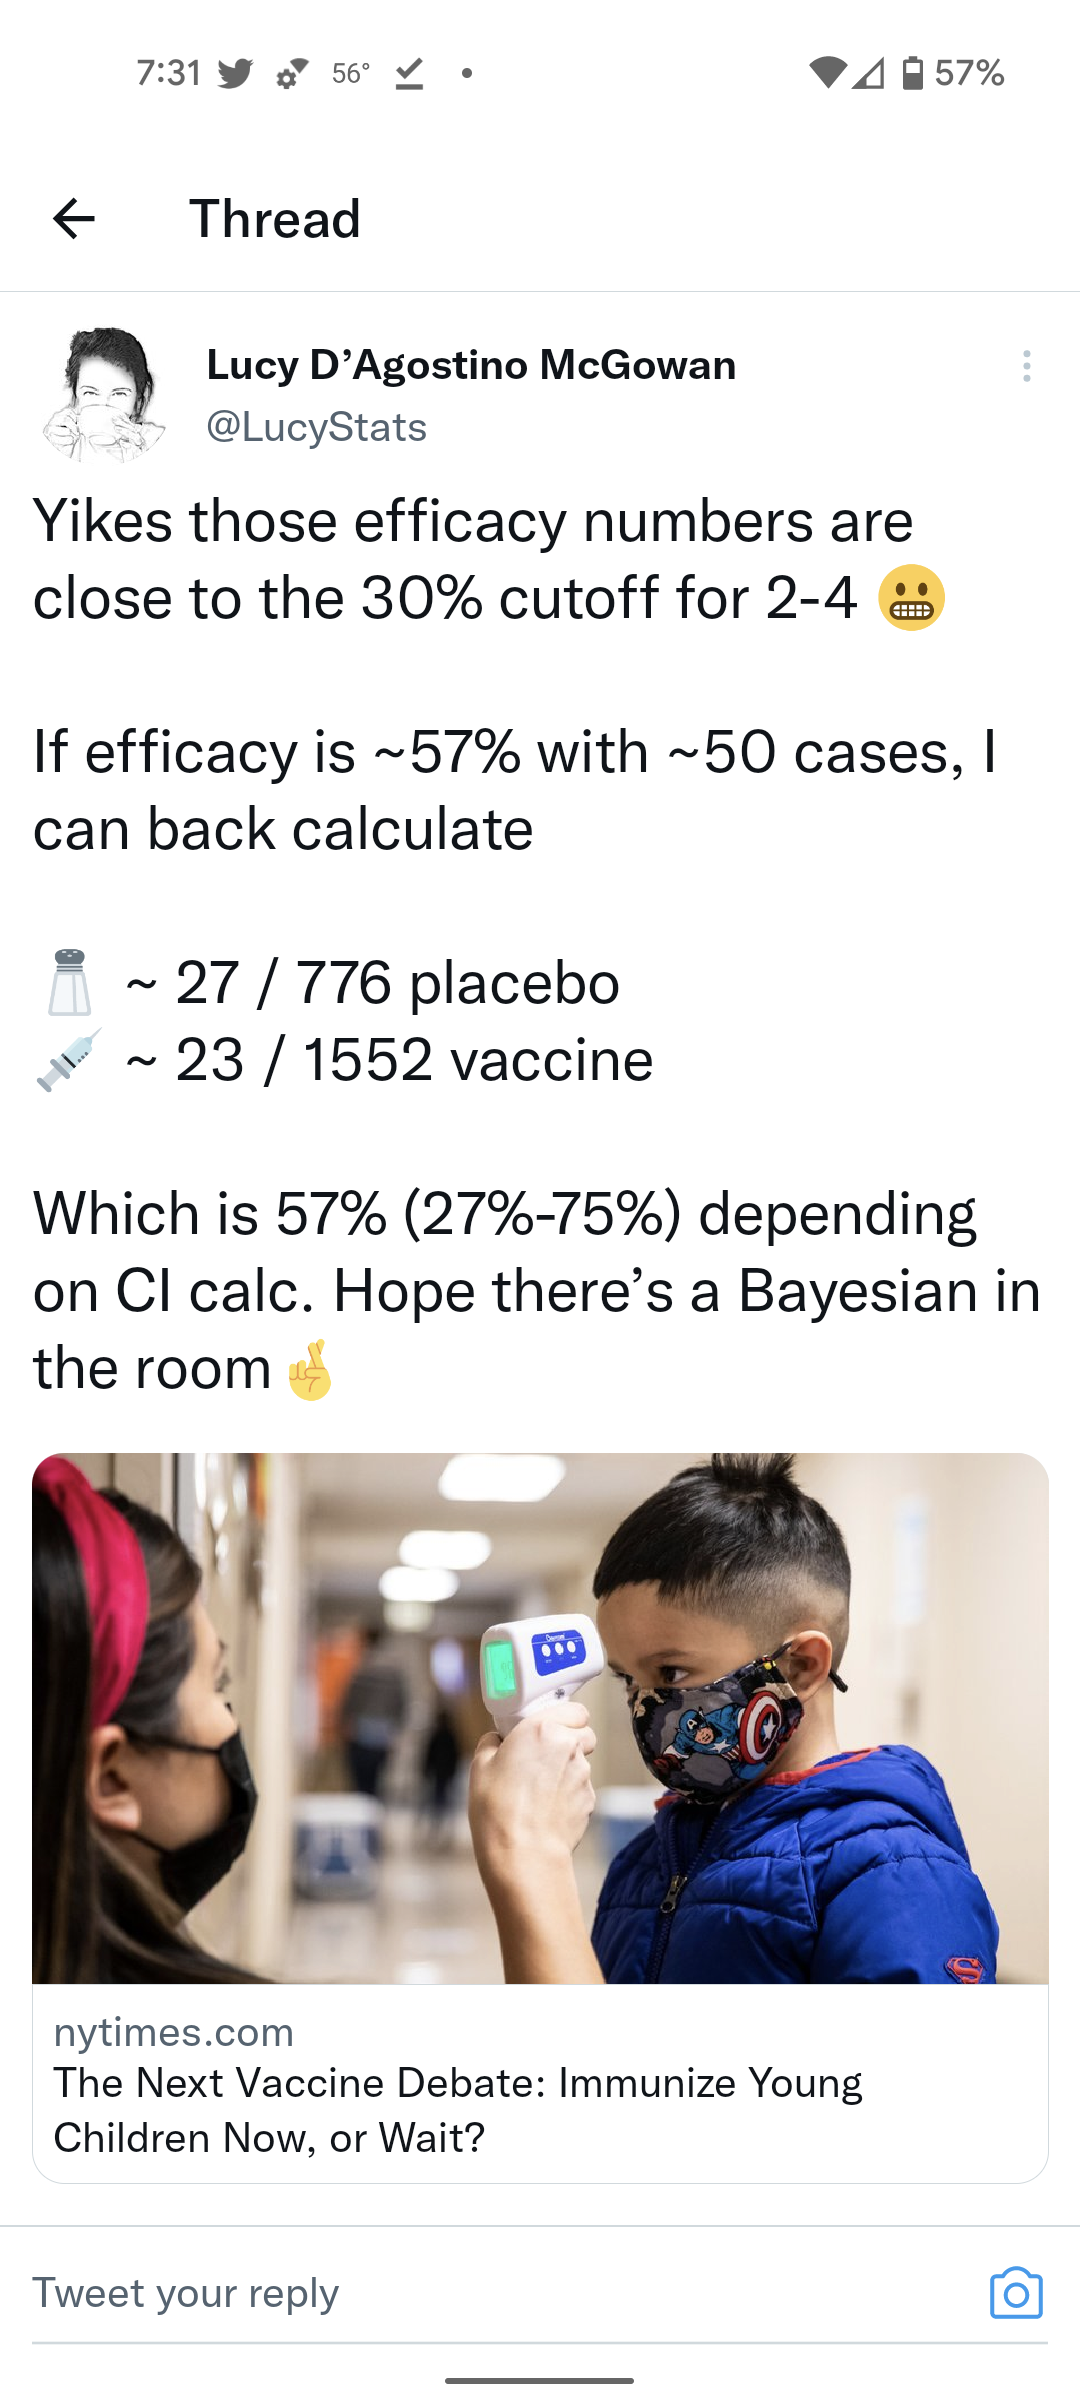 7:31 56° 57%
Thread
Lucy D’Agostino McGowan
@LucyStats
Yikes those efficacy numbers are
close to the 30% cutoff for 2-4 😬
If efficacy is ~57% with ~50 cases, I
can back calculate
🧂 ~ 27 / 776 placebo
💉 ~ 23 / 1552 vaccine
Which is 57% (27%-75%) depending
on CI calc. Hope there’s a Bayesian in
the room 🤞
nytimes.com
The Next Vaccine Debate: Immunize Young
Children Now, or Wait?
Tweet your reply